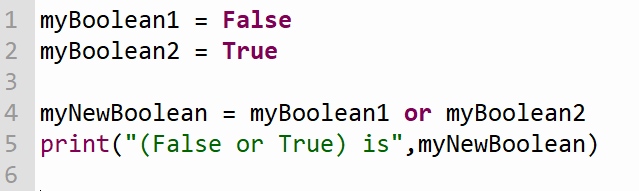 1 myBoolean1 = False
2 myBoolean2 = True
3
4 myNewBoolean = myBoolean1 or myBoolean2
5 print("(False or True) is",myNewBoolean)
6